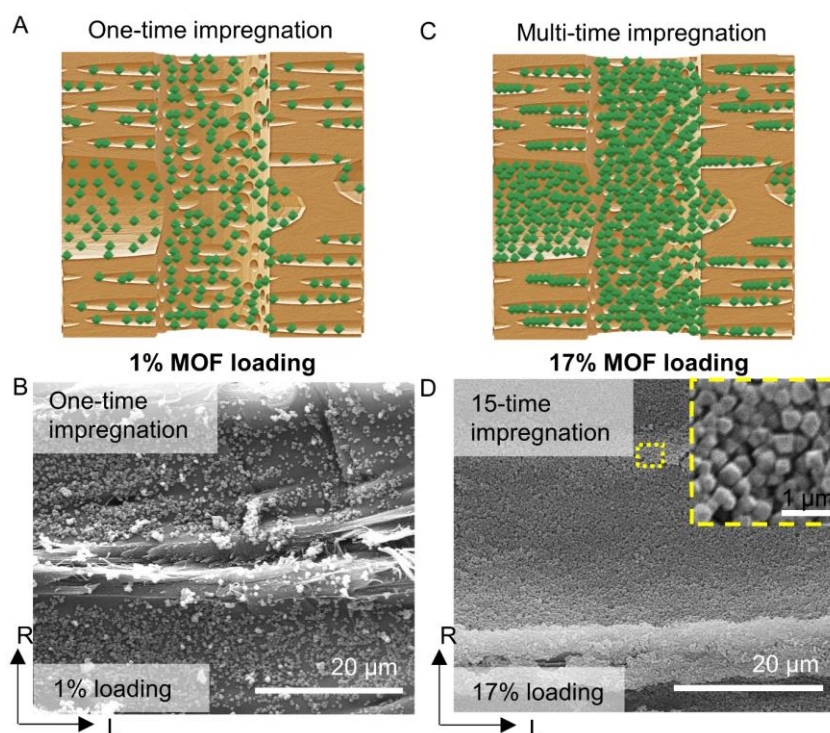 A
One-time impregnation
1% MOF loading
B
One-time
impregnation
1% loading
20 µm
R
L
C
Multi-time impregnation
17% MOF loading
D
15-time
impregnation
1 µm
17% loading
20 µm
R
L